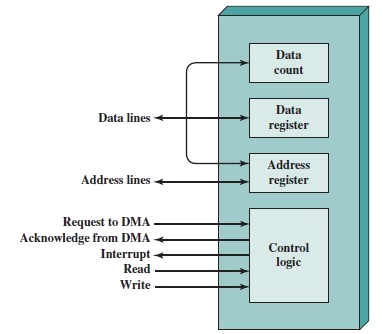 Data
count
Data lines
Data
register
Address lines
Address
register
Request to DMA
Acknowledge from DMA
Interrupt
Read
Write
Control
logic